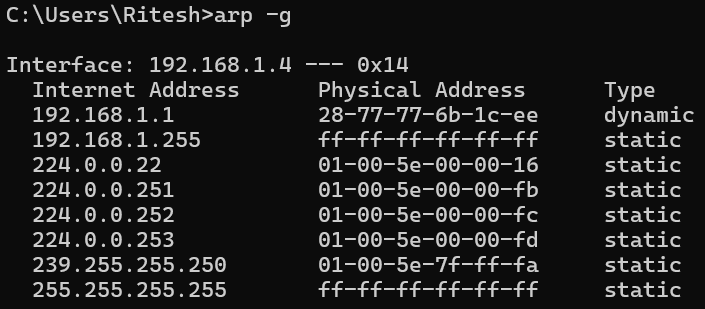 C:\Users\Ritesh>arp -g
Interface: 192.168.1.4 --- 0x14
Internet Address Physical Address Type
192.168.1.1 28-77-77-6b-1c-ee dynamic
192.168.1.255 ff-ff-ff-ff-ff-ff static
224.0.0.22 01-00-5e-00-00-16 static
224.0.0.251 01-00-5e-00-00-fb static
224.0.0.252 01-00-5e-00-00-fc static
224.0.0.253 01-00-5e-00-00-fd static
239.255.255.250 01-00-5e-7f-ff-fa static
255.255.255.255 ff-ff-ff-ff-ff-ff static